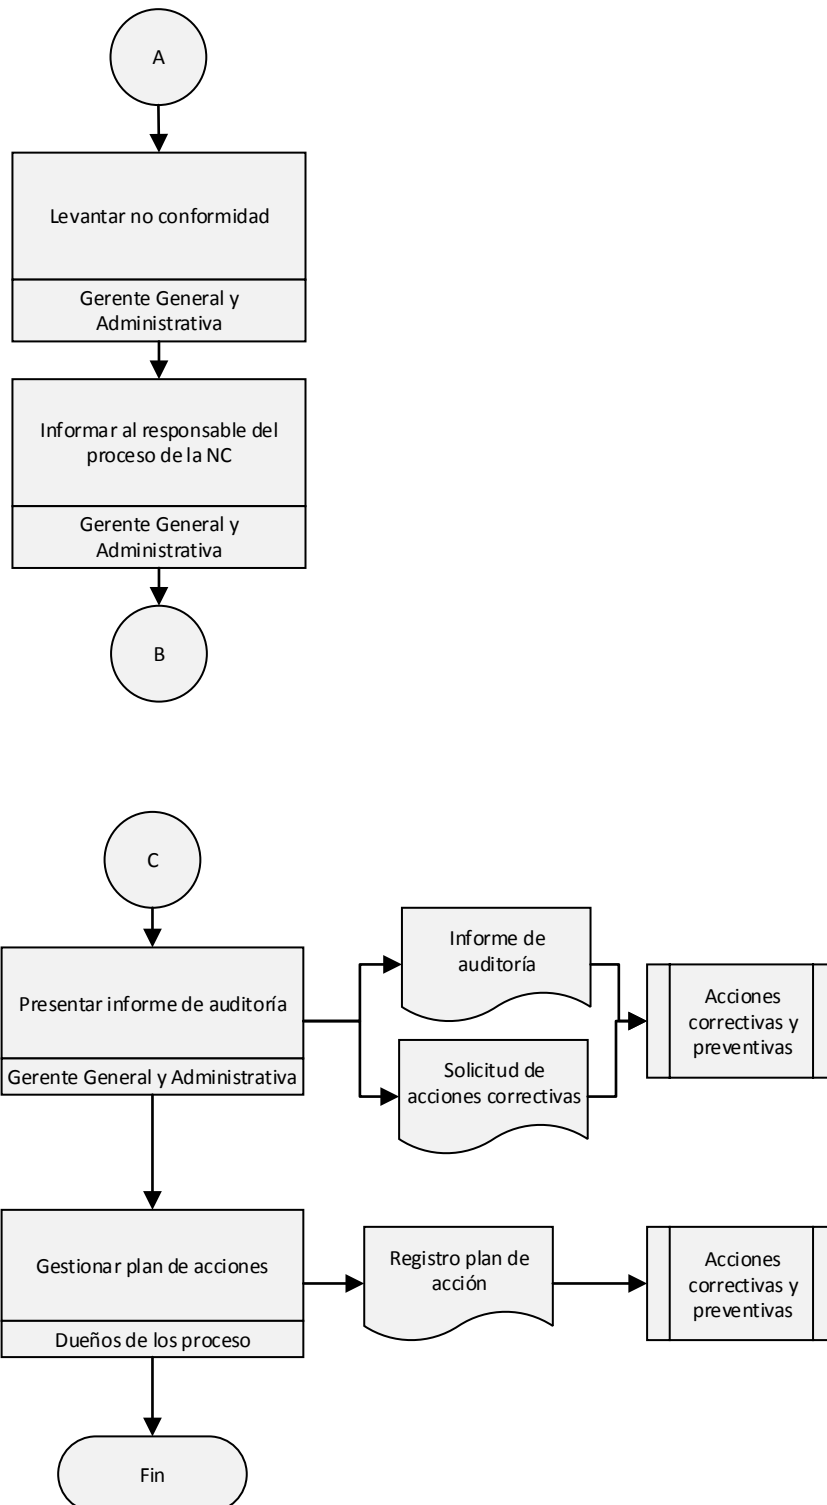 A
Levantar no conformidad
Gerente General y
Administrativa
Informar al responsable del
proceso de la NC
Gerente General y
Administrativa
B
C
Presentar informe de auditoría
Gerente General y Administrativa
Informe de
auditoría
Solicitud de
acciones correctivas
Acciones
correctivas y
preventivas
Gestionar plan de acciones
Dueños de los proceso
Registro plan de
acción
Acciones
correctivas y
preventivas
Fin